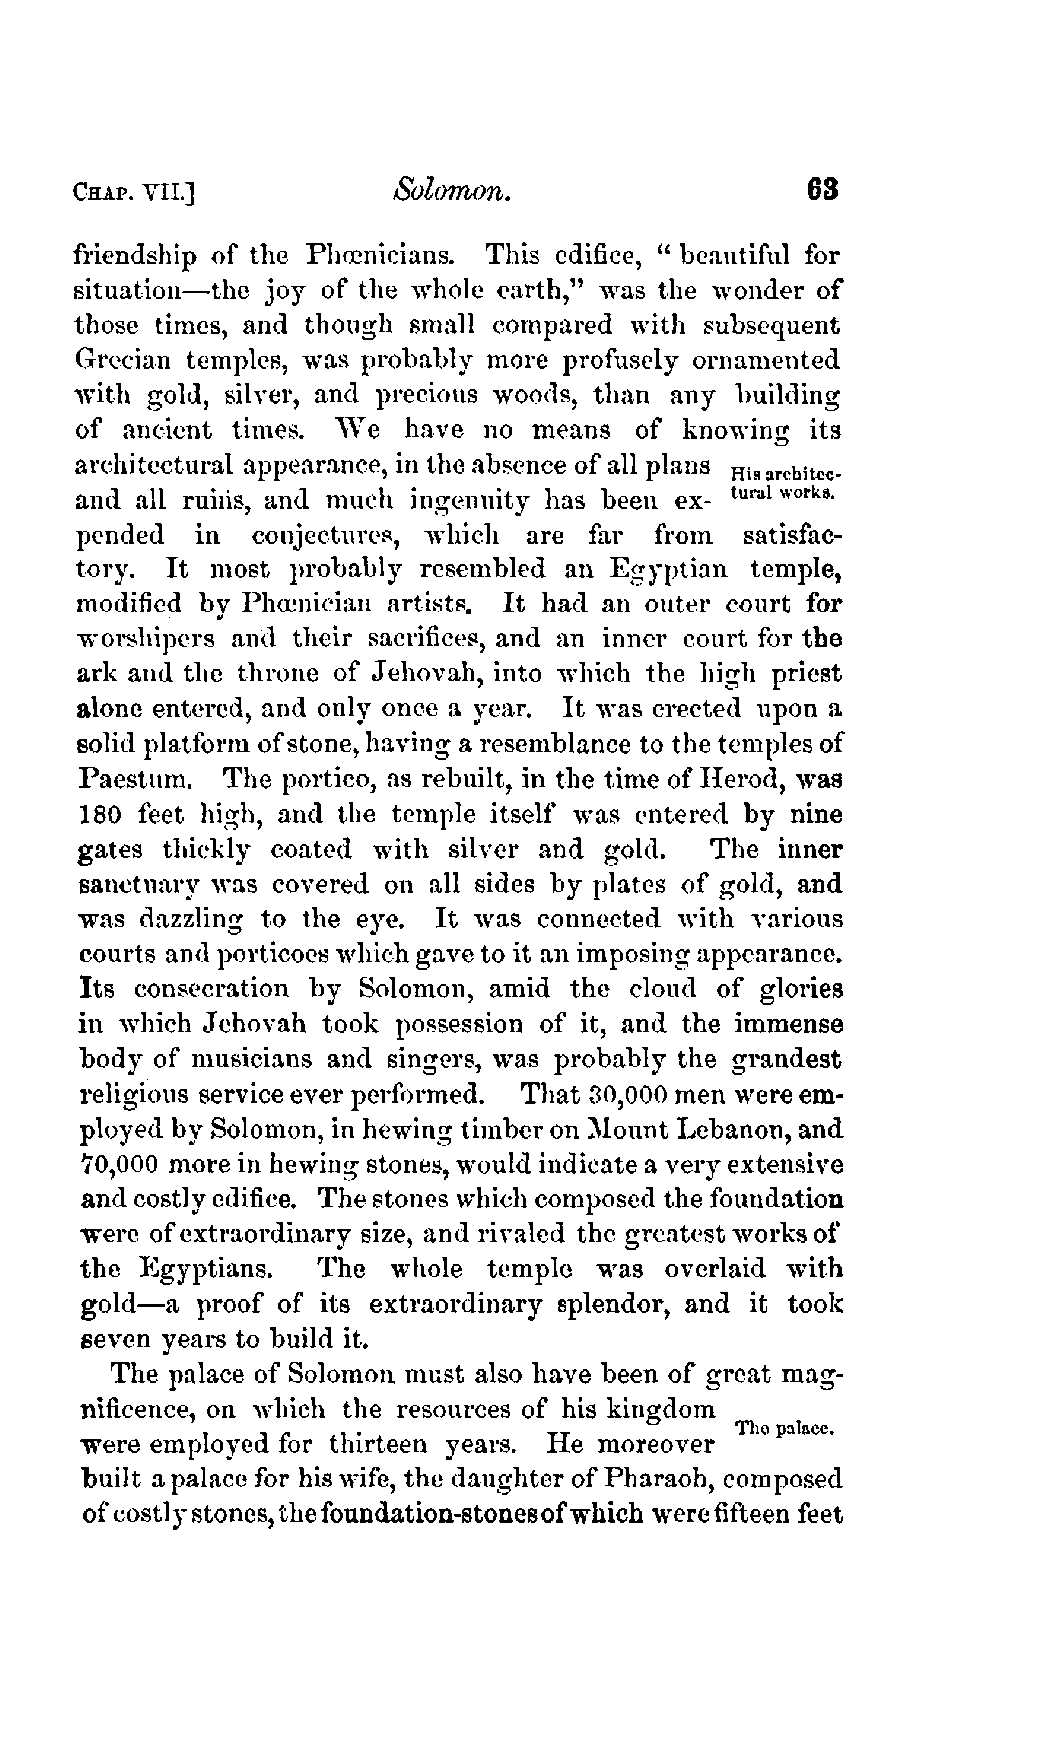 CHAP. VII.] Solomon. 63
friendship of the Phœnicians. This edifice, “ beautiful for
situation—the joy of the whole earth,” was the wonder of
those times, and though small compared with subsequent
Grecian temples, was probably more profusely ornamented
with gold, silver, and precious woods, than any building
of ancient times. We have no means of knowing its
architectural appearance, in the absence of all plans
His architec-
and all ruins, and much ingenuity has been ex-
tural works.
pended in conjectures, which are far from satisfac-
tory. It most probably resembled an Egyptian temple,
modified by Phœnician artists. It had an outer court for
worshipers and their sacrifices, and an inner court for the
ark and the throne of Jehovah, into which the high priest
alone entered, and only once a year. It was erected upon a
solid platform of stone, having a resemblance to the temples of
Paestum. The portico, as rebuilt, in the time of Herod, was
180 feet high, and the temple itself was entered by nine
gates thickly coated with silver and gold. The inner
sanctuary was covered on all sides by plates of gold, and
was dazzling to the eye. It was connected with various
courts and porticoes which gave to it an imposing appearance.
Its consecration by Solomon, amid the cloud of glories
in which Jehovah took possession of it, and the immense
body of musicians and singers, was probably the grandest
religious service ever performed. That 30,000 men were em-
ployed by Solomon, in hewing timber on Mount Lebanon, and
70,000 more in hewing stones, would indicate a very extensive
and costly edifice. The stones which composed the foundation
were of extraordinary size, and rivaled the greatest works of
the Egyptians. The whole temple was overlaid with
gold—a proof of its extraordinary splendor, and it took
seven years to build it.
The palace of Solomon must also have been of great mag-
nificence, on which the resources of his kingdom
The palace.
were employed for thirteen years. He moreover
built a palace for his wife, the daughter of Pharaoh, composed
of costly stones, the foundation-stones of which were fifteen feet